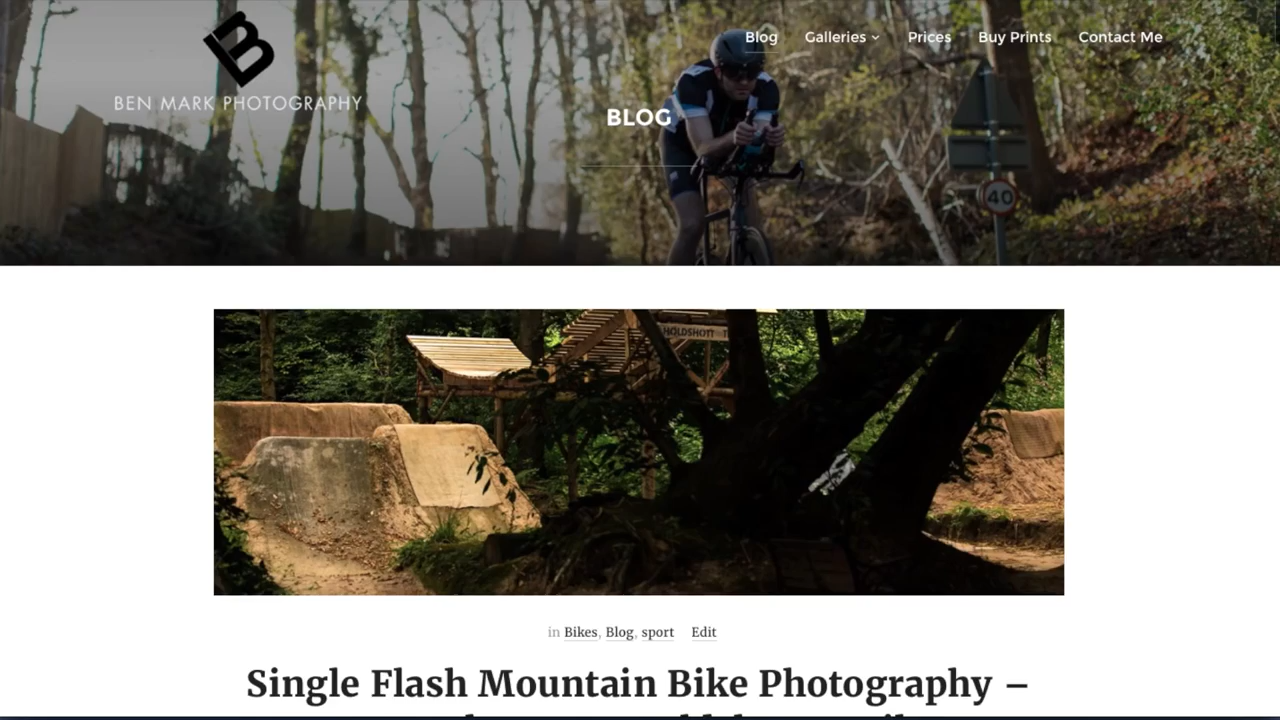 Blog Galleries Prices Buy Prints Contact Me
BEN MARK PHOTOGRAPHY
BLOG
40
HOLDSHOTT
in Bikes, Blog, sport Edit
Single Flash Mountain Bike Photography –